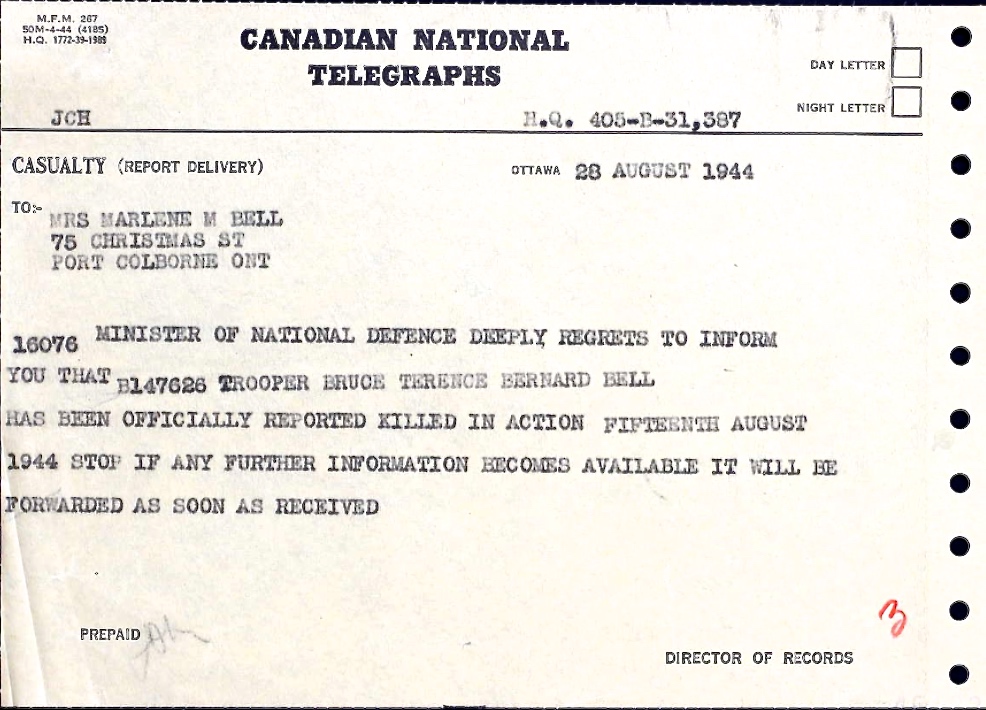 M.F.M. 267
50M-4-44 (4185)
H.Q. 1772-39-1989
CANADIAN NATIONAL
TELEGRAPHS
DAY LETTER
NIGHT LETTER
JCH
H.Q. 405-B-31,387
CASUALTY (REPORT DELIVERY)
OTTAWA 28 AUGUST 1944
TO:-
MRS MARLENE M BELL
75 CHRISTMAS ST
PORT COLBORNE ONT
16076 MINISTER OF NATIONAL DEFENCE DEEPLY REGRETS TO INFORM
YOU THAT B147626 TROOPER BRUCE TERENCE BERNARD BELL
HAS BEEN OFFICIALLY REPORTED KILLED IN ACTION FIFTEENTH AUGUST
1944 STOP IF ANY FURTHER INFORMATION BECOMES AVAILABLE IT WILL BE
FORWARDED AS SOON AS RECEIVED
3
PREPAID
DIRECTOR OF RECORDS